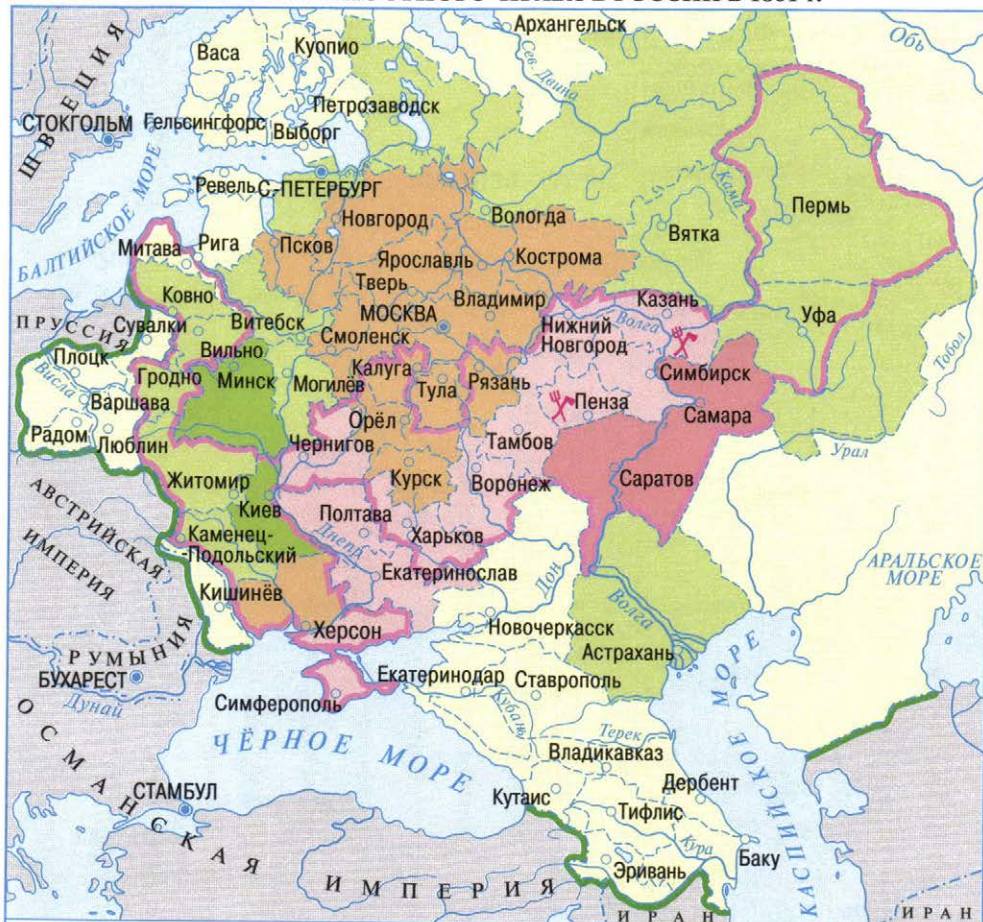 В 1861 г.
ШВЕЦИЯ
Васа
Куопио
Архангельск
Обь
Сев. Двина
СТОКГОЛЬМ
Гельсингфорс
Выборг
Петрозаводск
БАЛТИЙСКОЕ МОРЕ
Ревель
С.-ПЕТЕРБУРГ
Новгород
Вологда
Кама
Пермь
Вятка
Митава
Рига
Псков
Ярославль
Кострома
Тверь
МОСКВА
Владимир
Казань
Волга
Нижний
Новгород
Уфа
Тобол
ПРУССИЯ
Ковно
Сувалки
Витебск
Смоленск
Плоцк
Вильно
Висла
Гродно
Минск
Могилёв
Калуга
Тула
Рязань
Симбирск
Варшава
Пенза
Самара
Радом
Люблин
Чернигов
Орёл
Тамбов
Урал
Житомир
Курск
Воронеж
Саратов
АВСТРИЙСКАЯ
ИМПЕРИЯ
Киев
Полтава
Днепр
Харьков
Каменец-
-Подольский
Екатеринослав
Дон
АРАЛЬСКОЕ
МОРЕ
Кишинёв
Херсон
Новочеркасск
Волга
Астрахань
РУМЫНИЯ
БУХАРЕСТ
Дунай
Симферополь
Екатеринодар
Ставрополь
Кубань
ЧЁРНОЕ МОРЕ
Терек
Владикавказ
Дербент
КАСПИЙСКОЕ МОРЕ
ОСМАНСКАЯ ИМПЕРИЯ
СТАМБУЛ
Кутаис
Тифлис
Кура
Баку
Эривань
ИРАН
ИРАН